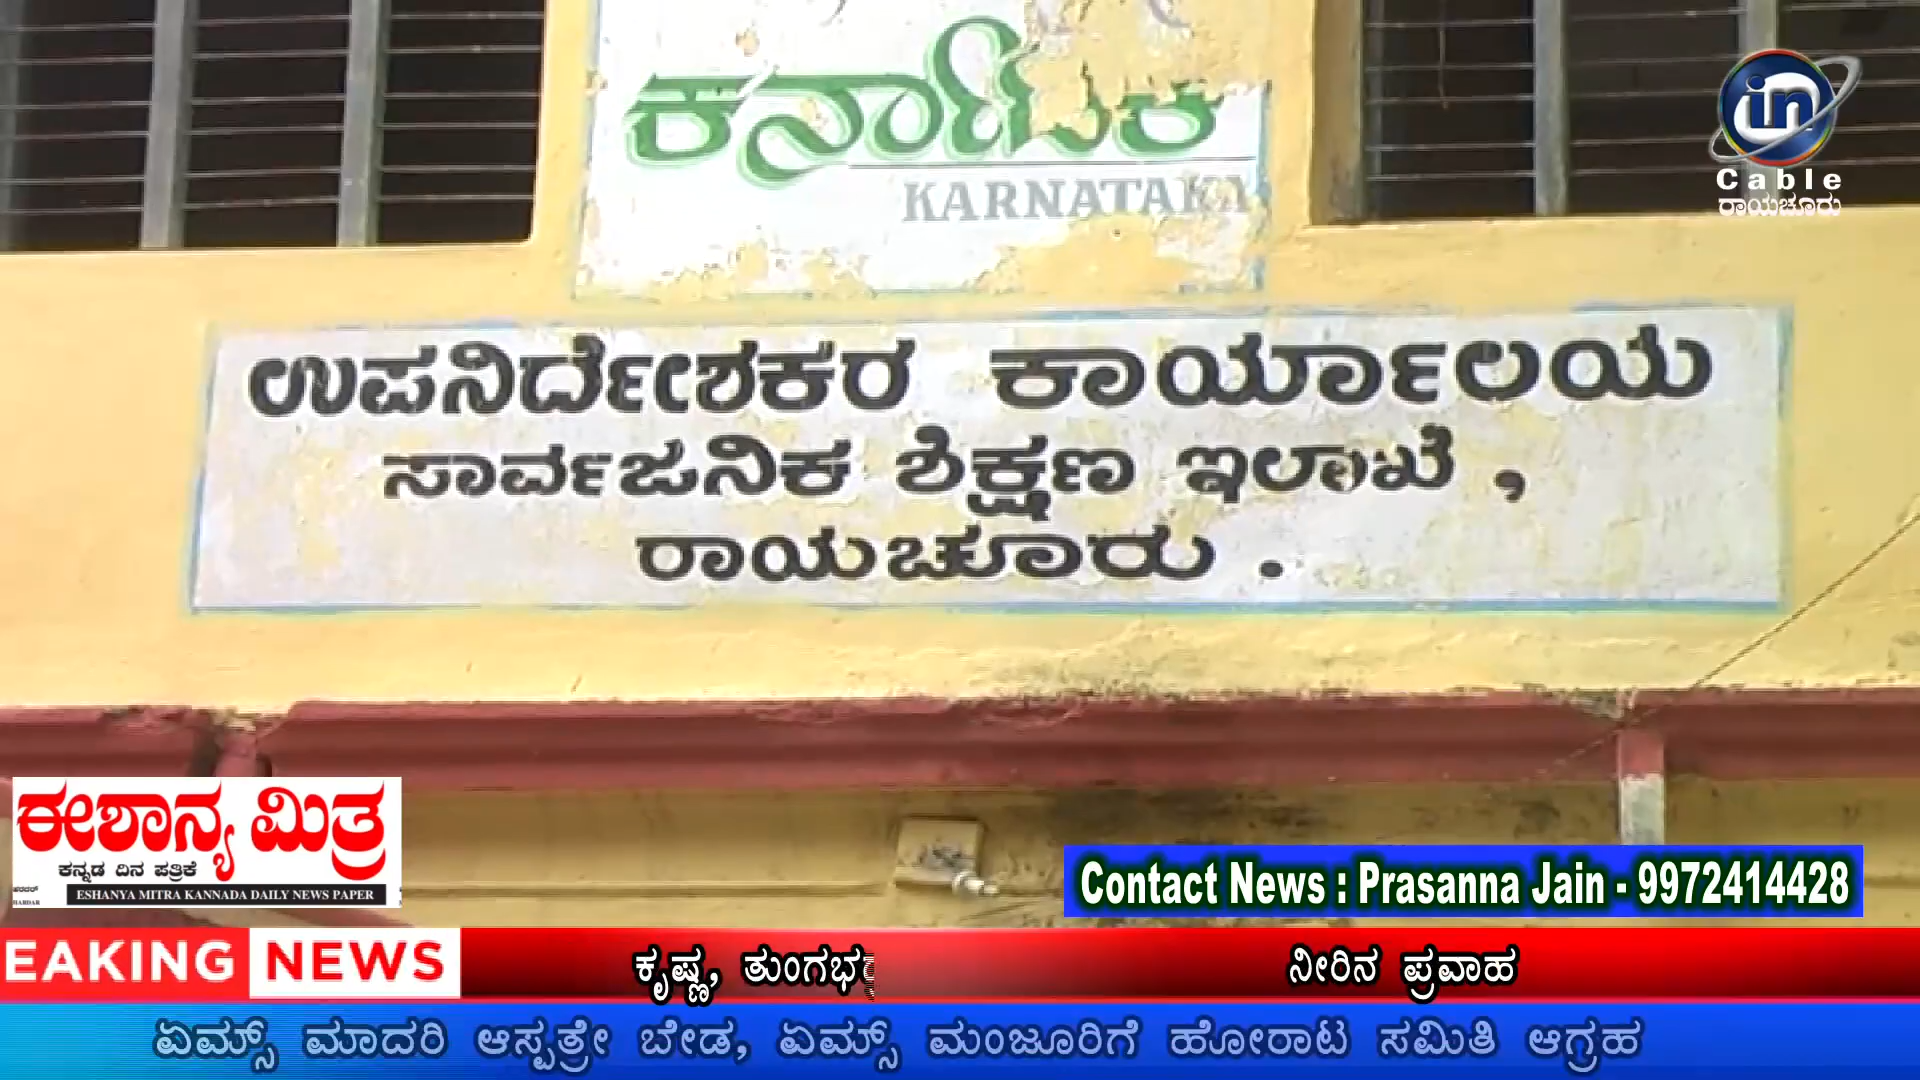 ಕರ್ನಾಟಕ
KARNATAKA
in
Cable
ರಾಯಚೂರು
ಉಪನಿರ್ದೇಶಕರ ಕಾರ್ಯಾಲಯ
ಸಾರ್ವಜನಿಕ ಶಿಕ್ಷಣ ಇಲಾಖೆ ,
ರಾಯಚೂರು .
ಈಶಾನ್ಯ ಮಿತ್ರ
ಕನ್ನಡ ದಿನ ಪತ್ರಿಕೆ
ESHANYA MITRA KANNADA DAILY NEWS PAPER
Contact News : Prasanna Jain - 9972414428
EAKING NEWS
ಕೃಷ್ಣ, ನೀರಿನ ಪ್ರವಾಹ
ಏಮ್ಸ್ ಮಾದರಿ ಆಸ್ಪತ್ರೇ ಬೇಡ, ಏಮ್ಸ್ ಮಂಜೂರಿಗೆ ಹೋರಾಟ ಸಮಿತಿ ಆಗ್ರಹ